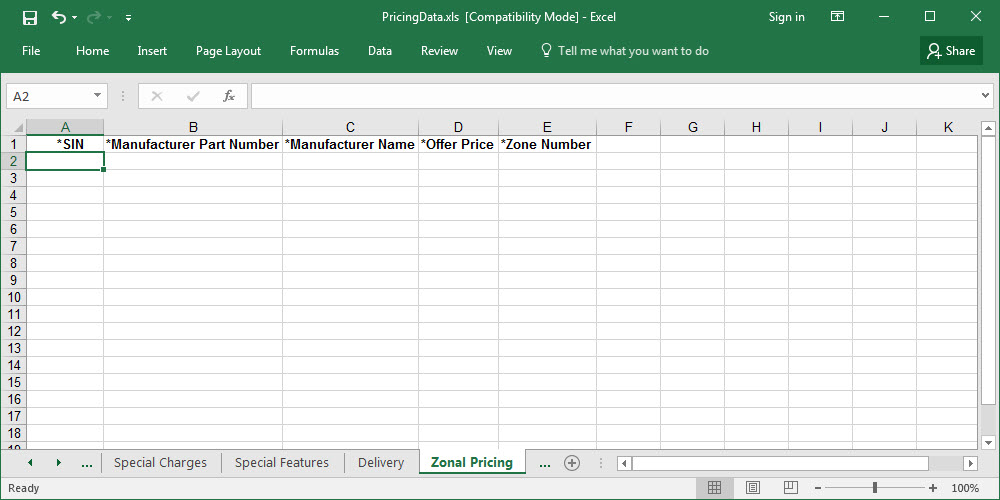 PricingData.xls [Compatibility Mode] - Excel
Sign in
File Home Insert Page Layout Formulas Data Review View Tell me what you want to do Share
A2 fx
A B C D E F G H I J K
1 *SIN *Manufacturer Part Number *Manufacturer Name *Offer Price *Zone Number
2
3
4
5
6
7
8
9
10
11
12
13
14
15
16
17
18
19
... Special Charges Special Features Delivery Zonal Pricing ...
Ready 100%